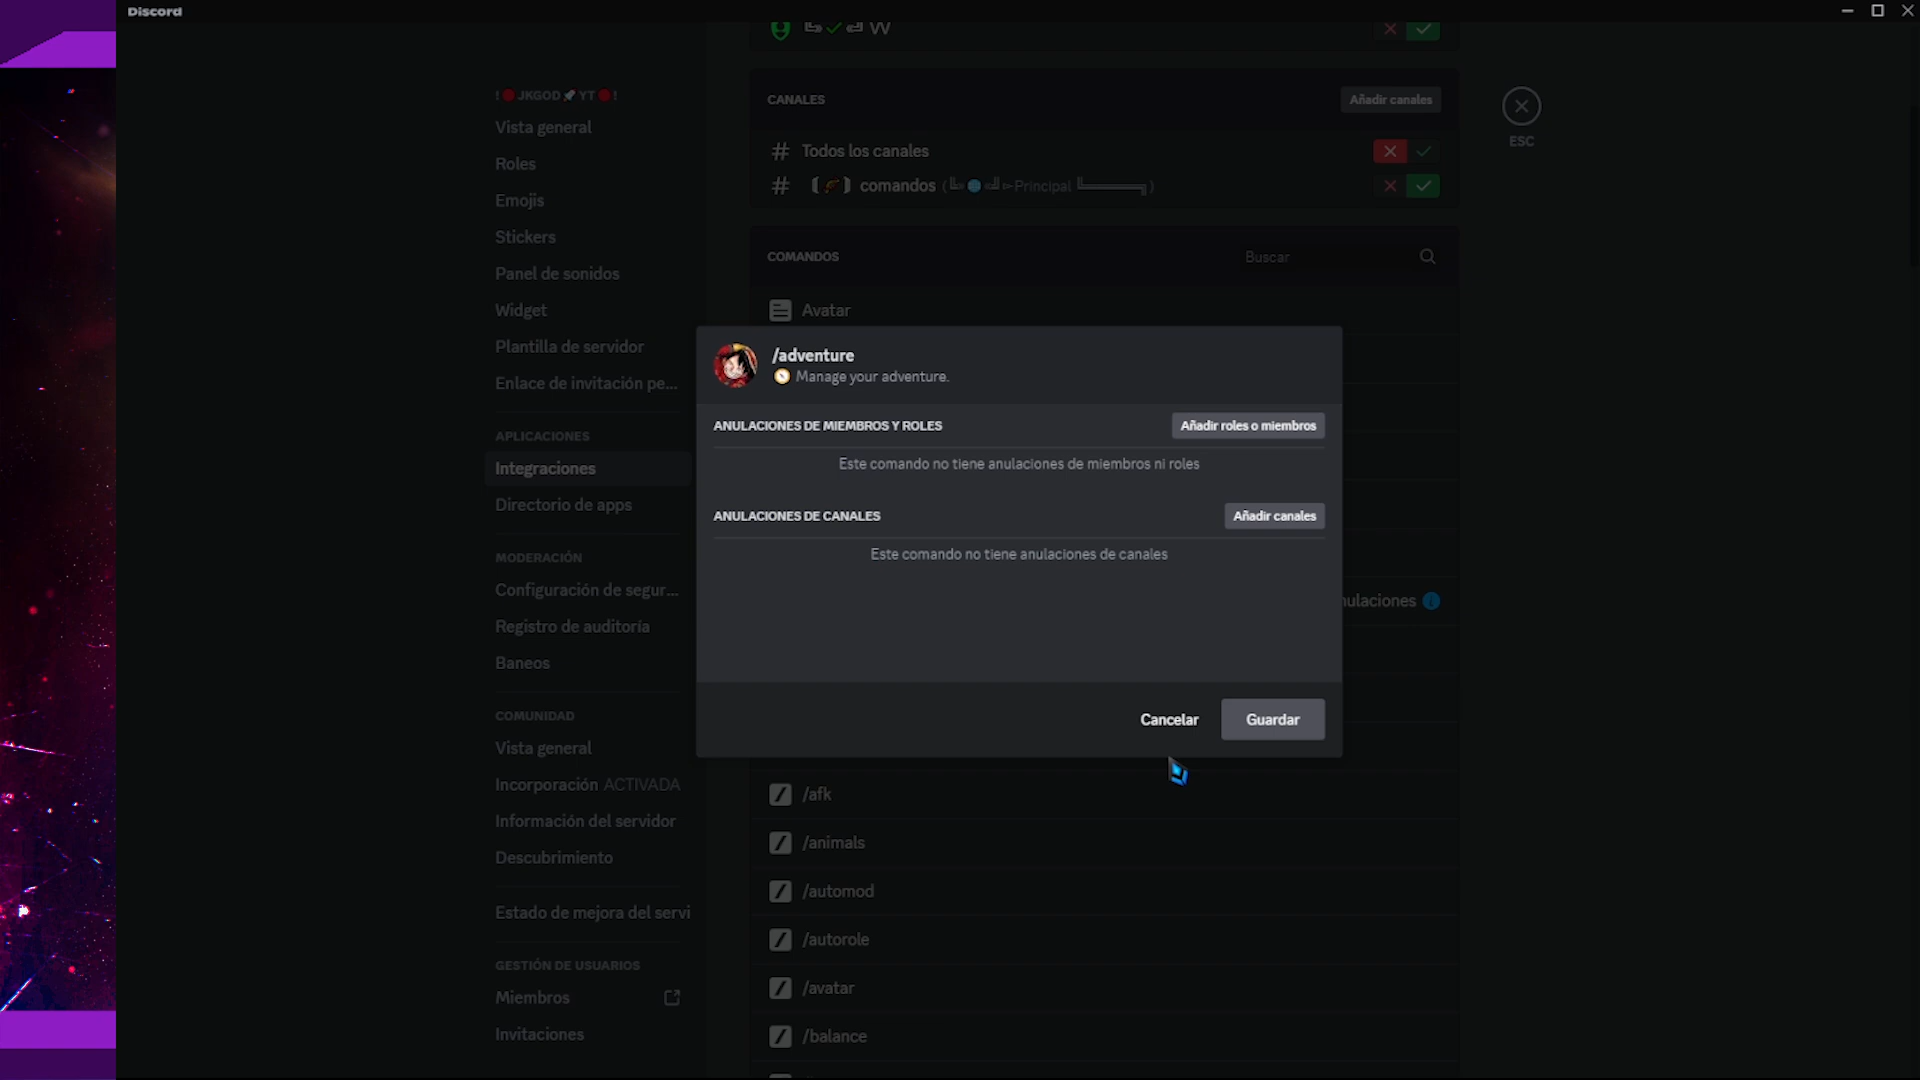 Discord
! JKGOD YT !
Vista general
Roles
Emojis
Stickers
Panel de sonidos
Widget
Plantilla de servidor
Enlace de invitación pe...
APLICACIONES
Integraciones
Directorio de apps
MODERACIÓN
Configuración de segur...
Registro de auditoría
Baneos
COMUNIDAD
Vista general
Incorporación ACTIVADA
Información del servidor
Descubrimiento
Estado de mejora del servi
GESTIÓN DE USUARIOS
Miembros
Invitaciones
CANALES
Añadir canales
# Todos los canales
# comandos (Principal)
ESC
COMANDOS
Buscar
Avatar
/adventure
Manage your adventure.
ANULACIONES DE MIEMBROS Y ROLES
Añadir roles o miembros
Este comando no tiene anulaciones de miembros ni roles
ANULACIONES DE CANALES
Añadir canales
Este comando no tiene anulaciones de canales
nulaciones
Cancelar
Guardar
/afk
/animals
/automod
/autorole
/avatar
/balance